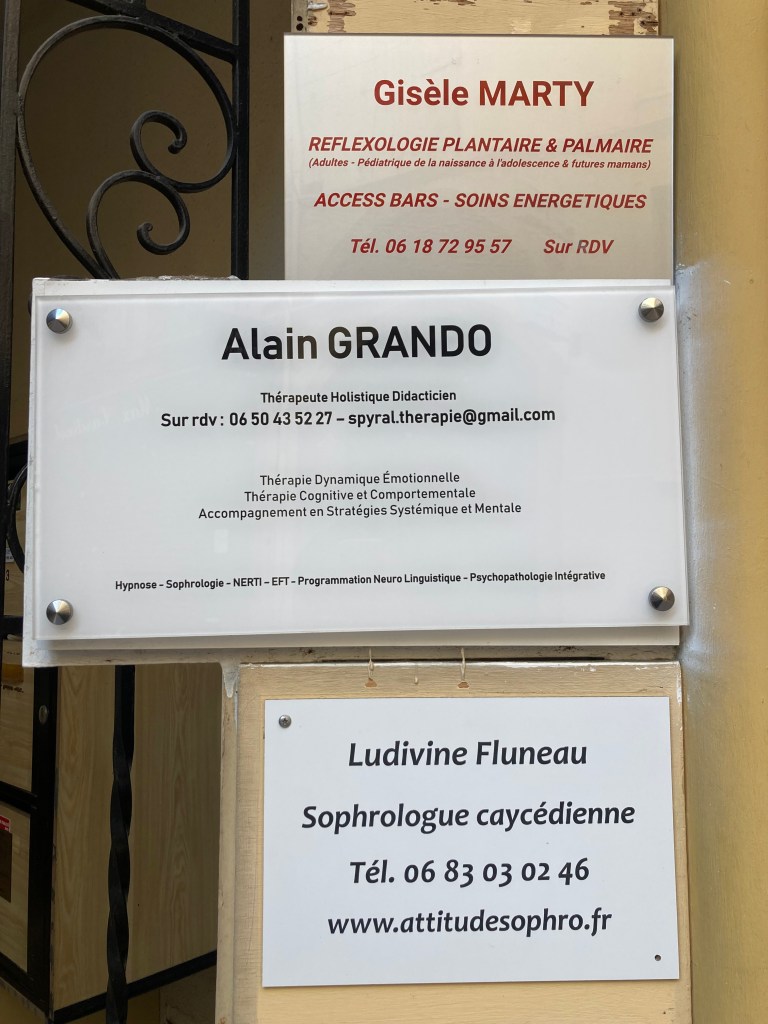 Gisèle MARTY
REFLEXOLOGIE PLANTAIRE & PALMAIRE
(Adultes - Pédiatrique de la naissance à l'adolescence & futures mamans)
ACCESS BARS - SOINS ENERGETIQUES
Tél. 06 18 72 95 57 Sur RDV
Alain GRANDO
Thérapeute Holistique Didacticien
Sur rdv : 06 50 43 52 27 – spyral.therapie@gmail.com
Thérapie Dynamique Émotionnelle
Thérapie Cognitive et Comportementale
Accompagnement en Stratégies Systémique et Mentale
Hypnose – Sophrologie – NERTI – EFT - Programmation Neuro Linguistique – Psychopathologie Intégrative
Ludivine Fluneau
Sophrologue caycédienne
Tél. 06 83 03 02 46
www.attitudesophro.fr